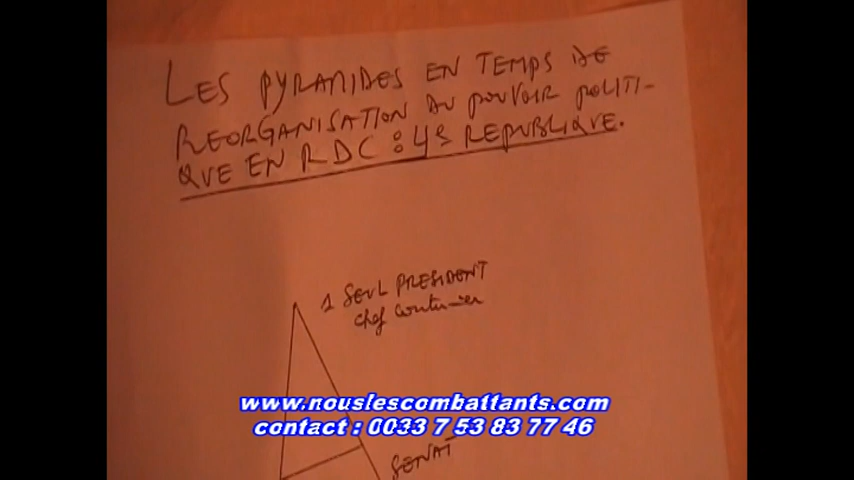 LES PYRAMIDES EN TEMPS DE
REORGANISATION DU POUVOIR POLITI-
QUE EN RDC : 4e REPUBLIQUE.
1 SEUL PRESIDENT
chef coutumier
www.nouslescombattants.com
contact : 0033 7 53 83 77 46
SENAT